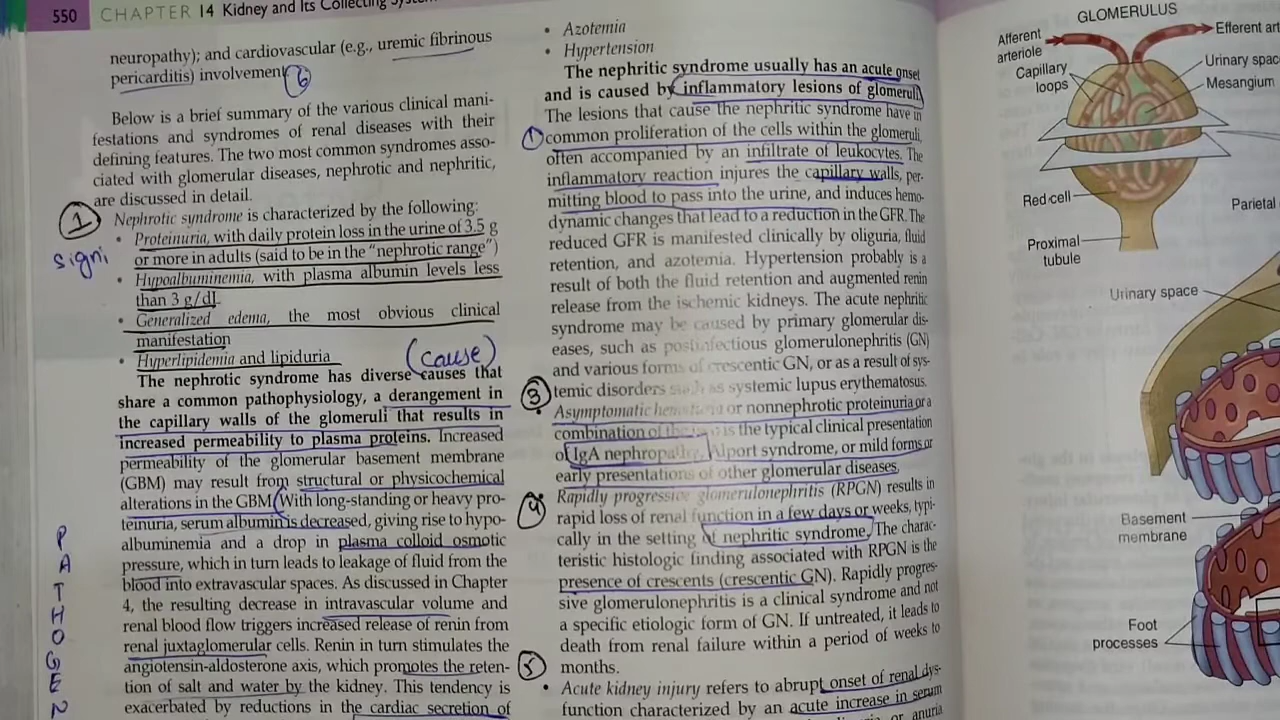 550 CHAPTER 14 Kidney and Its Collecting
neuropathy); and cardiovascular (e.g., uremic fibrinous
pericarditis) involvement
6
Below is a brief summary of the various clinical mani-
festations and syndromes of renal diseases with their
defining features. The two most common syndromes asso-
ciated with glomerular diseases, nephrotic and nephritic,
are discussed in detail.
1
Nephrotic syndrome is characterized by the following:
• Proteinuria, with daily protein loss in the urine of 3.5 g
signi
or more in adults (said to be in the “nephrotic range”)
• Hypoalbuminemia, with plasma albumin levels less
than 3 g/dL
• Generalized edema, the most obvious clinical
manifestation
• Hyperlipidemia and lipiduria
(cause)
The nephrotic syndrome has diverse causes that
share a common pathophysiology, a derangement in
the capillary walls of the glomeruli that results in
increased permeability to plasma proteins. Increased
permeability of the glomerular basement membrane
(GBM) may result from structural or physicochemical
alterations in the GBM. With long-standing or heavy pro-
teinuria, serum albumin is decreased, giving rise to hypo-
albuminemia and a drop in plasma colloid osmotic
pressure, which in turn leads to leakage of fluid from the
blood into extravascular spaces. As discussed in Chapter
4, the resulting decrease in intravascular volume and
renal blood flow triggers increased release of renin from
renal juxtaglomerular cells. Renin in turn stimulates the
angiotensin-aldosterone axis, which promotes the reten-
tion of salt and water by the kidney. This tendency is
exacerbated by reductions in the cardiac secretion of
P
A
T
H
O
G
E
N
• Azotemia
• Hypertension
The nephritic syndrome usually has an acute onset
and is caused by inflammatory lesions of glomeruli.
The lesions that cause the nephritic syndrome have in
1
common proliferation of the cells within the glomeruli,
often accompanied by an infiltrate of leukocytes. The
inflammatory reaction injures the capillary walls, per-
mitting blood to pass into the urine, and induces hemo-
dynamic changes that lead to a reduction in the GFR. The
reduced GFR is manifested clinically by oliguria, fluid
retention, and azotemia. Hypertension probably is a
result of both the fluid retention and augmented renin
release from the ischemic kidneys. The acute nephritic
syndrome may be caused by primary glomerular dis-
eases, such as postinfectious glomerulonephritis (GN)
and various forms of crescentic GN, or as a result of sys-
temic disorders such as systemic lupus erythematosus.
3
• Asymptomatic hematuria or nonnephrotic proteinuria or a
combination of the two is the typical clinical presentation
of IgA nephropathy, Alport syndrome, or mild forms or
early presentations of other glomerular diseases.
4
• Rapidly progressive glomerulonephritis (RPGN) results in
rapid loss of renal function in a few days or weeks, typi-
cally in the setting of nephritic syndrome. The charac-
teristic histologic finding associated with RPGN is the
presence of crescents (crescentic GN). Rapidly progres-
sive glomerulonephritis is a clinical syndrome and not
a specific etiologic form of GN. If untreated, it leads to
death from renal failure within a period of weeks to
months.
5
• Acute kidney injury refers to abrupt onset of renal dys-
function characterized by an acute increase in serum
or anuria
GLOMERULUS
Afferent
arteriole
Efferent
Capillary
loops
Urinary
Mesangium
Red cell
Parietal
Proximal
tubule
Urinary space
Basement
membrane
Foot
processes